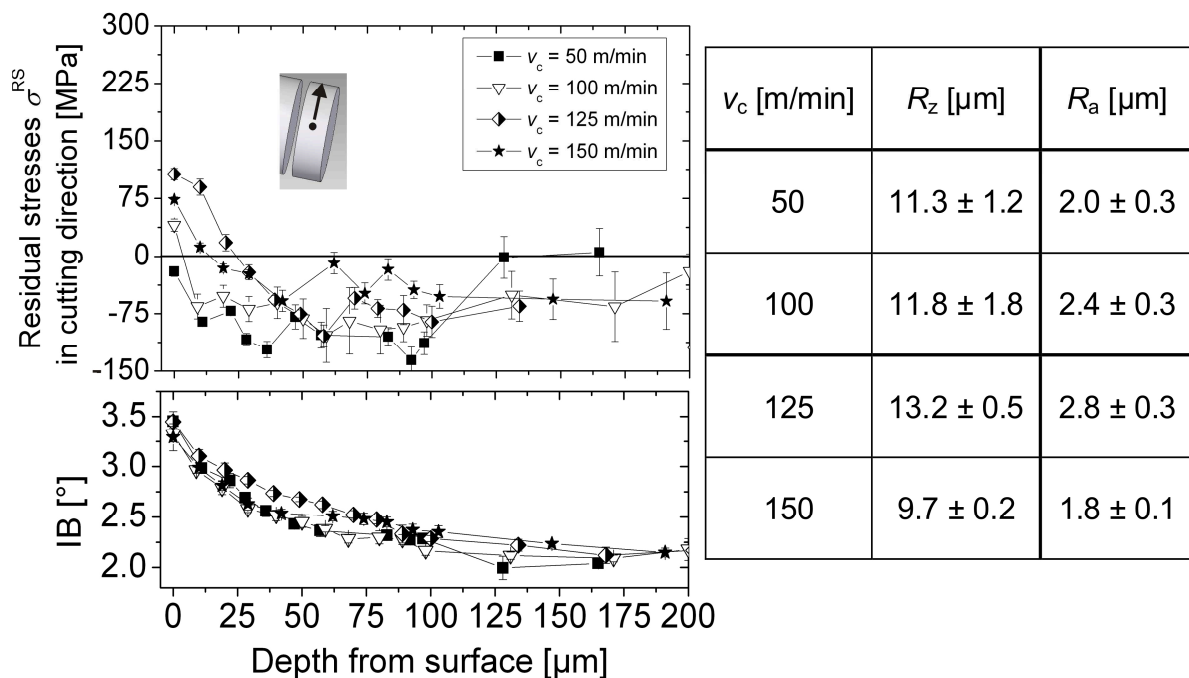 Residual stresses σ^RS
in cutting direction [MPa]
300
225
150
75
0
-75
-150
v_c = 50 m/min
v_c = 100 m/min
v_c = 125 m/min
v_c = 150 m/min
IB [°]
3.5
3.0
2.5
2.0
0 25 50 75 100 125 150 175 200
Depth from surface [µm]
v_c [m/min] R_z [µm] R_a [µm]
50 11.3 ± 1.2 2.0 ± 0.3
100 11.8 ± 1.8 2.4 ± 0.3
125 13.2 ± 0.5 2.8 ± 0.3
150 9.7 ± 0.2 1.8 ± 0.1